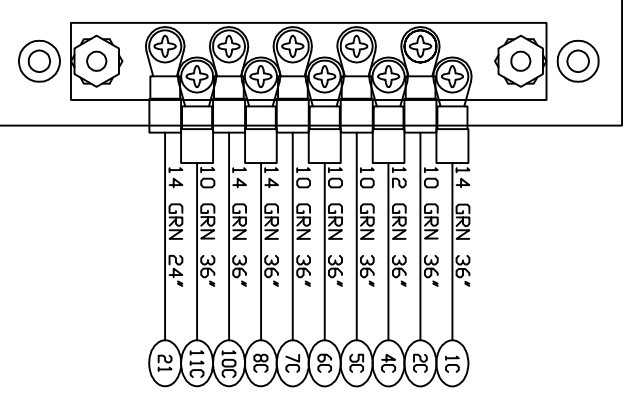 14 GRN 36"
1C
10 GRN 36"
2C
12 GRN 36"
4C
10 GRN 36"
5C
10 GRN 36"
6C
10 GRN 36"
7C
14 GRN 36"
8C
14 GRN 36"
10C
10 GRN 36"
11C
14 GRN 24"
21